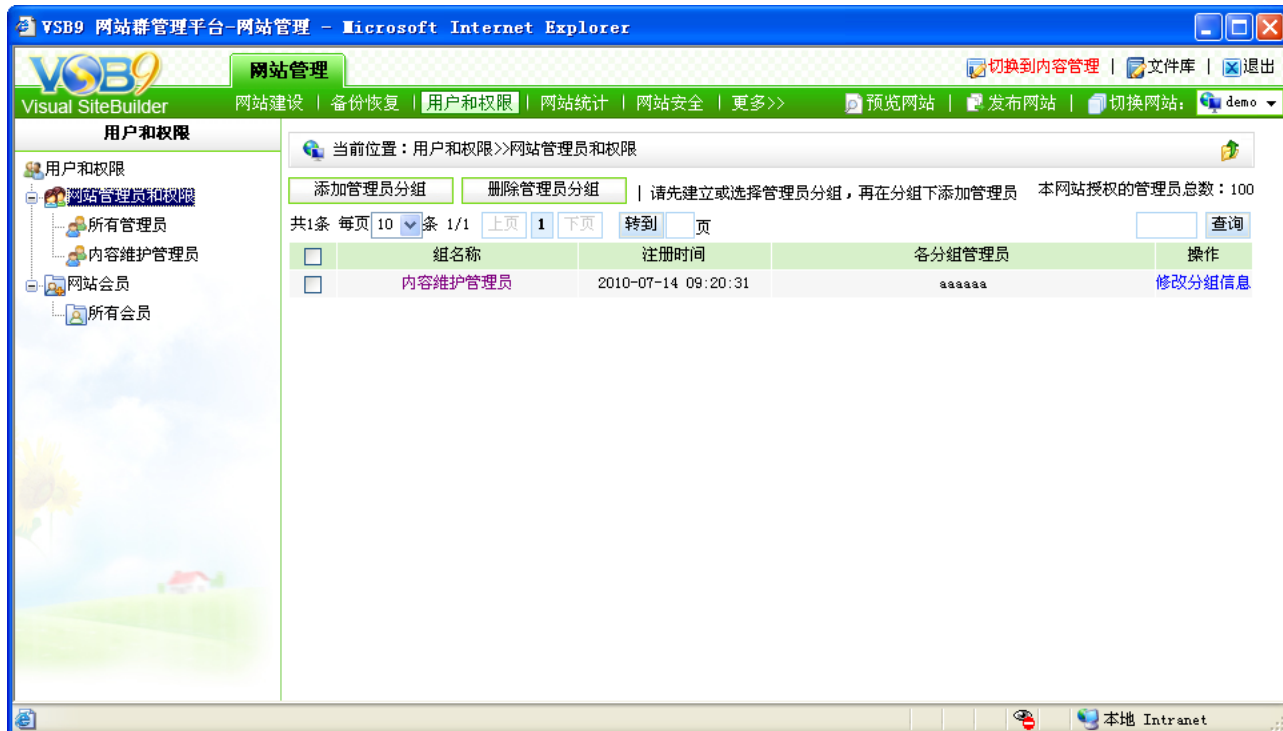 VSB9 网站群管理平台-网站管理 - Microsoft Internet Explorer
VSB9
Visual SiteBuilder
网站管理
切换到内容管理 | 文件库 | 退出
网站建设 | 备份恢复 | 用户和权限 | 网站统计 | 网站安全 | 更多>>
预览网站 | 发布网站 | 切换网站: demo
用户和权限
用户和权限
网站管理员和权限
所有管理员
内容维护管理员
网站会员
所有会员
当前位置：用户和权限>>网站管理员和权限
添加管理员分组 删除管理员分组 | 请先建立或选择管理员分组，再在分组下添加管理员 本网站授权的管理员总数：100
共1条 每页 10 条 1/1 上页 1 下页 转到 页 查询
组名称 注册时间 各分组管理员 操作
内容维护管理员 2010-07-14 09:20:31 aaaaaa 修改分组信息
本地 Intranet